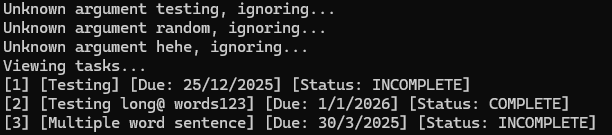 Unknown argument testing, ignoring...
Unknown argument random, ignoring...
Unknown argument hehe, ignoring...
Viewing tasks...
[1] [Testing] [Due: 25/12/2025] [Status: INCOMPLETE]
[2] [Testing long@ words123] [Due: 1/1/2026] [Status: COMPLETE]
[3] [Multiple word sentence] [Due: 30/3/2025] [Status: INCOMPLETE]